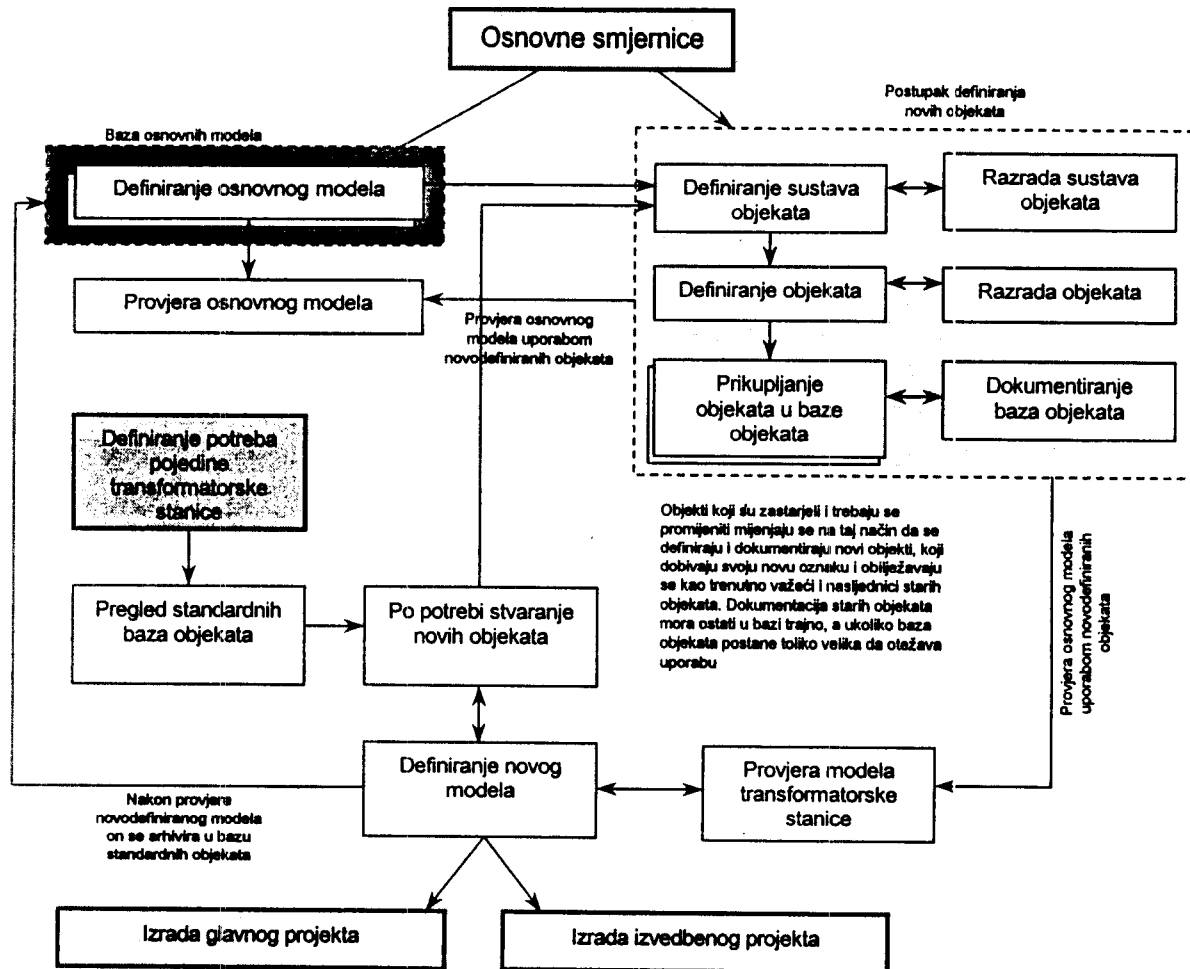 Osnovne smjernice
Postupak definiranja
novih objekata
Baza osnovnih modela
Definiranje osnovnog modela
Definiranje sustava
objekata
Razrada sustava
objekata
Provjera osnovnog modela
Definiranje objekata
Razrada objekata
Provjera osnovnog
modela uporabom
novodefiniranih objekata
Prikupljanje
objekata u baze
objekata
Dokumentiranje
baza objekata
Definiranje potreba
pojedine
transformatorske
stanice
Objekti koji su zastarjeli i trebaju se
promijeniti mijenjaju se na taj način da se
definiraju i dokumentiraju novi objekti, koji
dobivaju svoju novu oznaku i obilježavaju
se kao trenutno važeći i nasljednici starih
objekata. Dokumentacija starih objekata
mora ostati u bazi trajno, a ukoliko baza
objekata postane toliko velika da otežava
uporabu
Provjera osnovnog modela
uporabom novodefiniranih
objekata
Pregled standardnih
baza objekata
Po potrebi stvaranje
novih objekata
Definiranje novog
modela
Provjera modela
transformatorske
stanice
Nakon provjere
novodefiniranog modela
on se arhivira u bazu
standardnih objekata
Izrada glavnog projekta
Izrada izvedbenog projekta